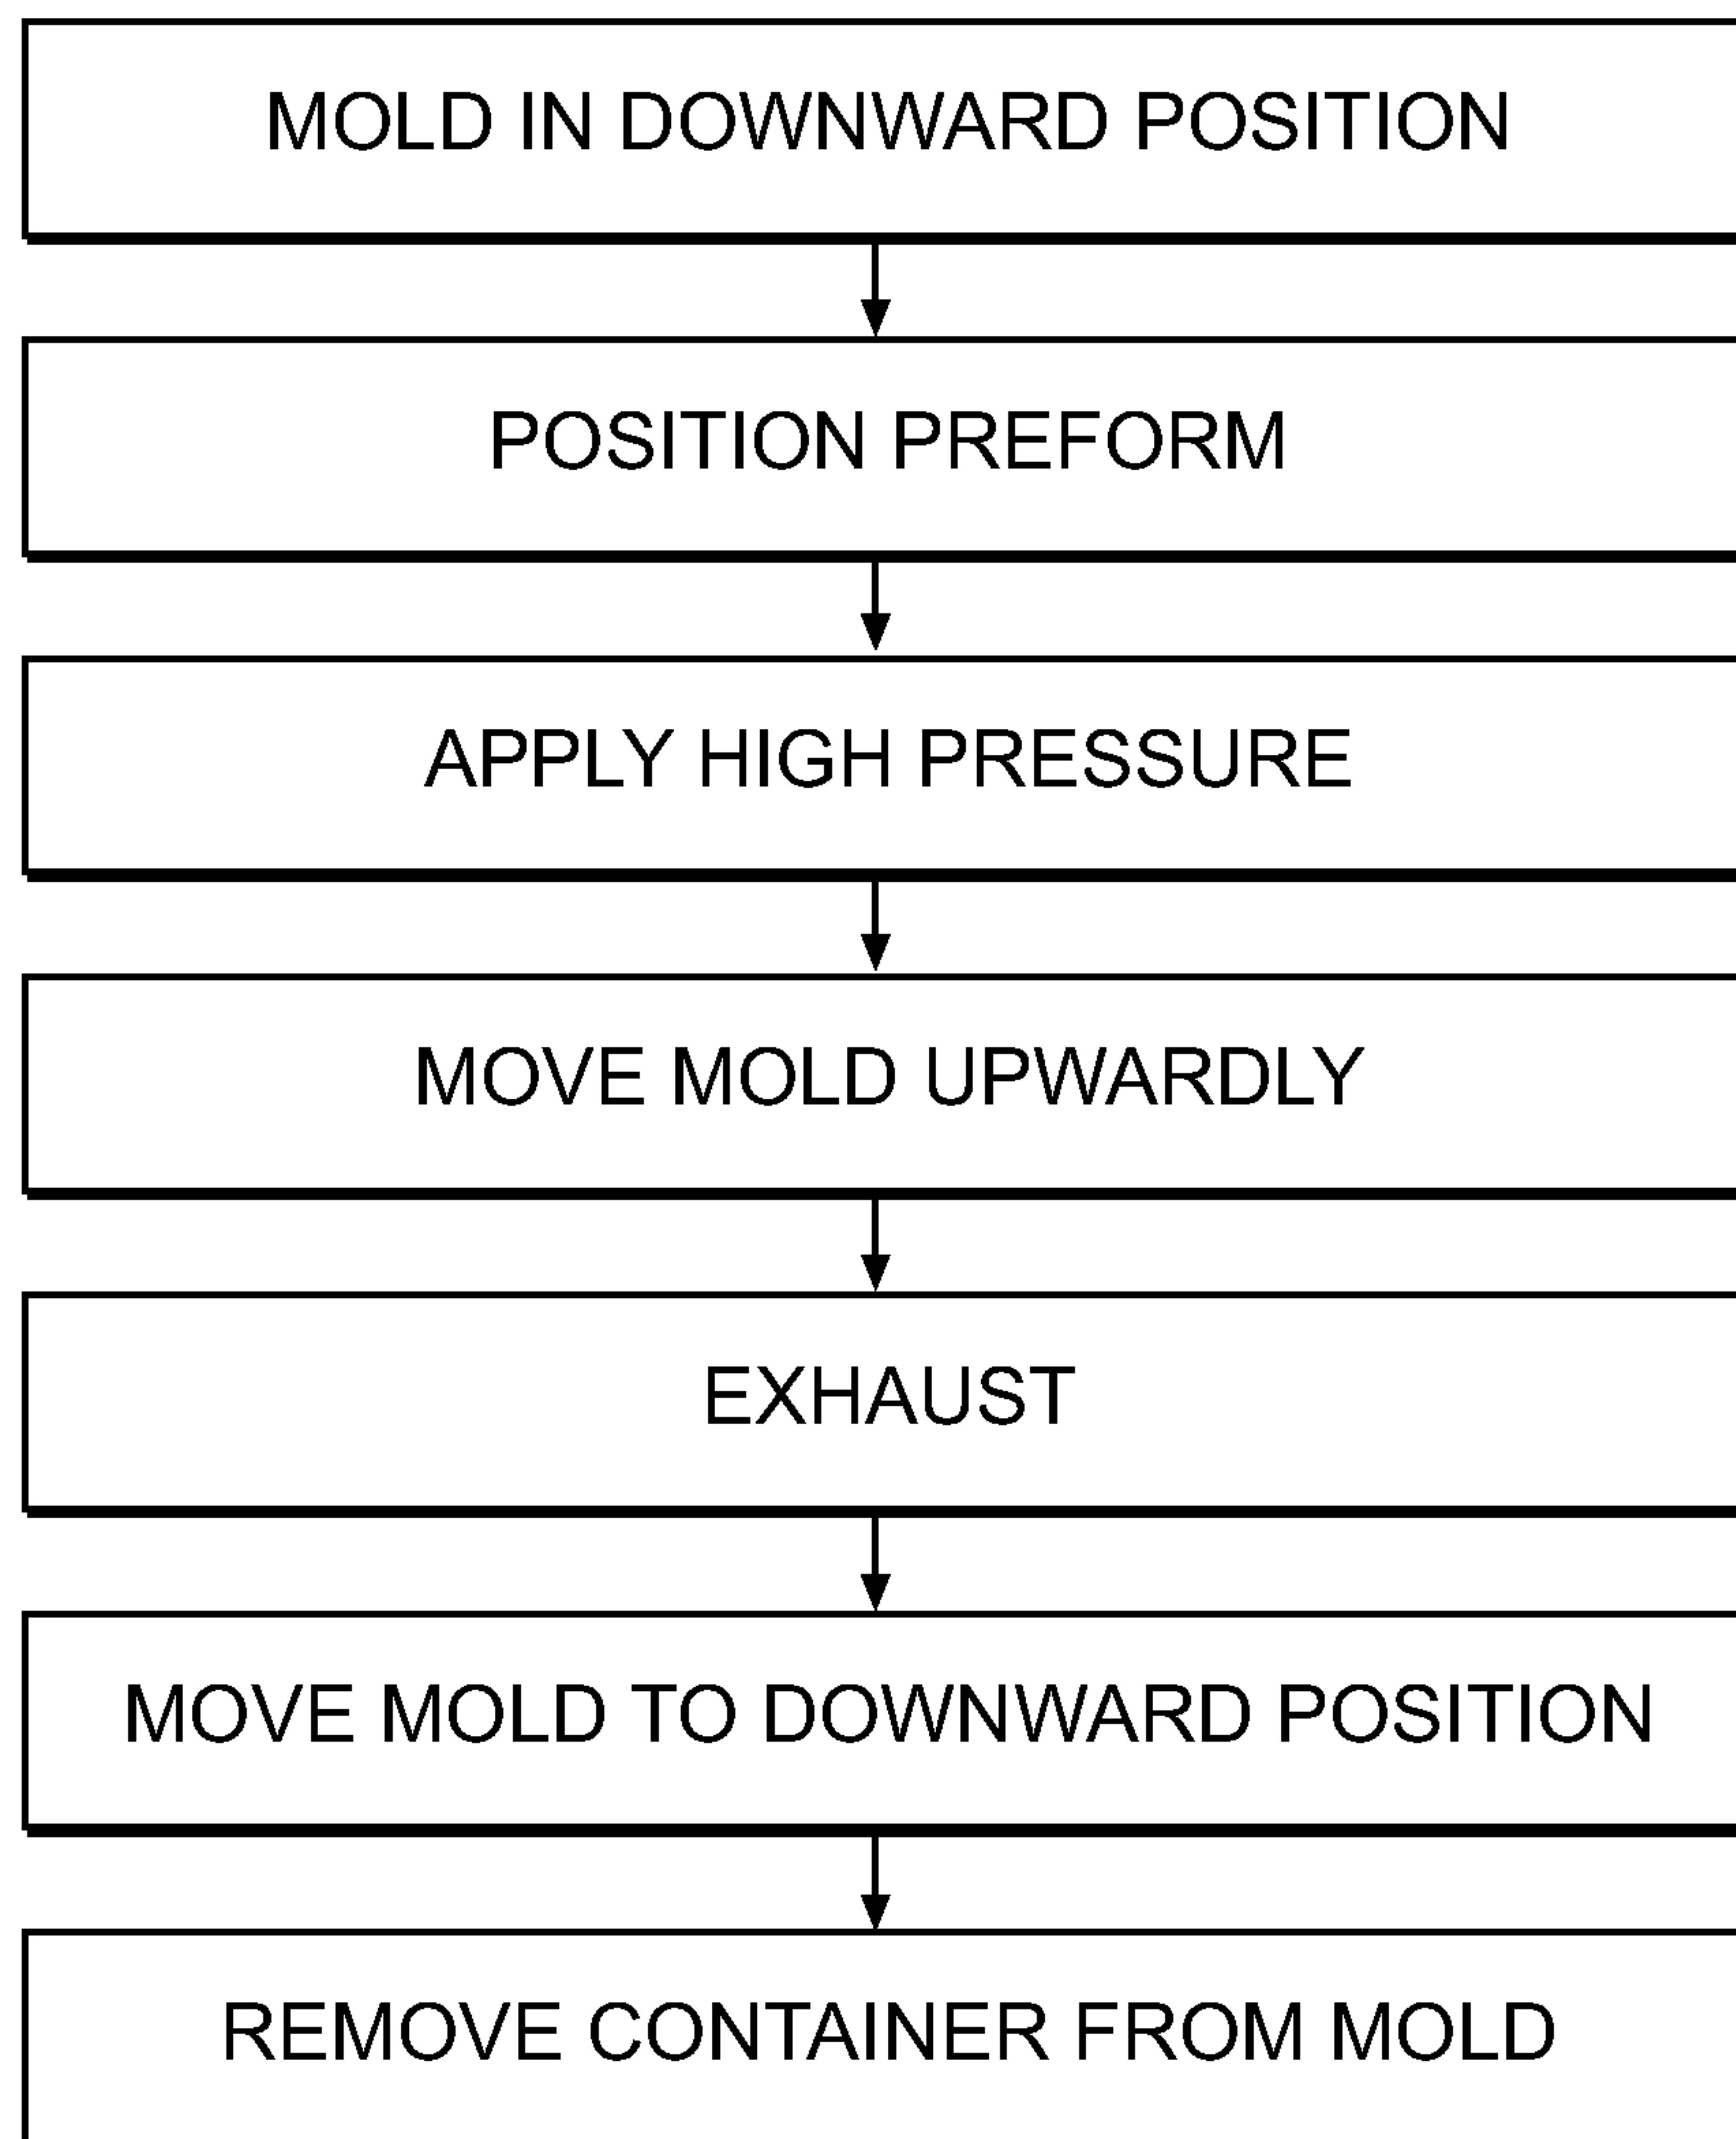 MOLD IN DOWNWARD POSITION
POSITION PREFORM
APPLY HIGH PRESSURE
MOVE MOLD UPWARDLY
EXHAUST
MOVE MOLD TO DOWNWARD POSITION
REMOVE CONTAINER FROM MOLD